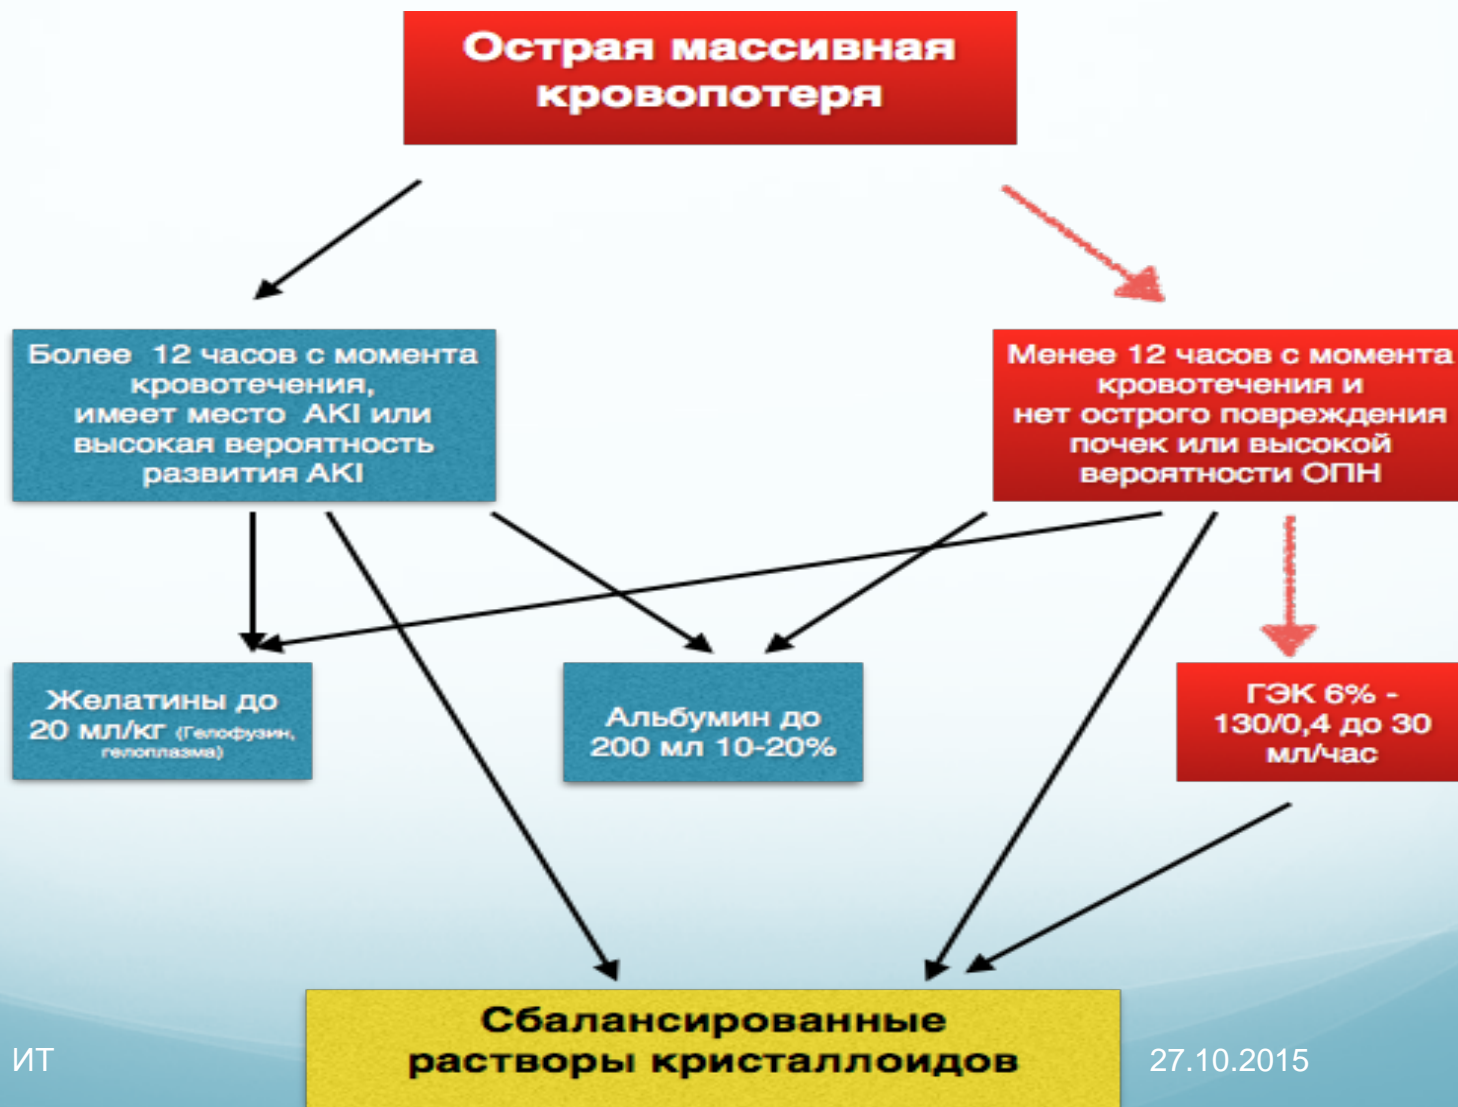 Острая массивная
кровопотеря
Более 12 часов с момента
кровотечения,
имеет место AKI или
высокая вероятность
развития AKI
Менее 12 часов с момента
кровотечения и
нет острого повреждения
почек или высокой
вероятности ОПН
Желатины до
20 мл/кг (Гелофузин,
гелоплазма)
Альбумин до
200 мл 10-20%
ГЭК 6% -
130/0,4 до 30
мл/час
Сбалансированные
растворы кристаллоидов
ИТ
27.10.2015